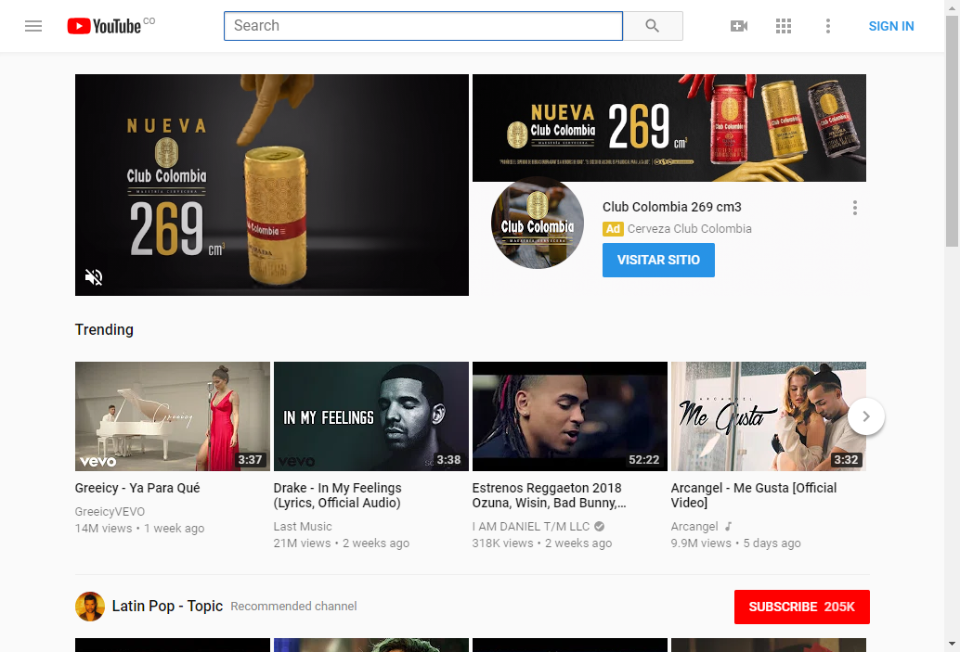 YouTube CO
Search
SIGN IN
NUEVA
Club Colombia
MAESTRÍA CERVECERA
269 cm³
Club Colombia
NUEVA
Club Colombia
MAESTRÍA CERVECERA
269 cm³
Club Colombia
Club Colombia 269 cm3
Ad Cerveza Club Colombia
VISITAR SITIO
Trending
Greeicy
vevo
3:37
IN MY FEELINGS
vevo
3:38
52:22
ARCANGEL
Me Gusta
3:32
Greeicy - Ya Para Qué
GreeicyVEVO
14M views • 1 week ago
Drake - In My Feelings
(Lyrics, Official Audio)
Last Music
21M views • 2 weeks ago
Estrenos Reggaeton 2018
Ozuna, Wisin, Bad Bunny,...
I AM DANIEL T/M LLC
318K views • 2 weeks ago
Arcangel - Me Gusta [Official
Video]
Arcangel
9.9M views • 5 days ago
Latin Pop - Topic Recommended channel
SUBSCRIBE 205K